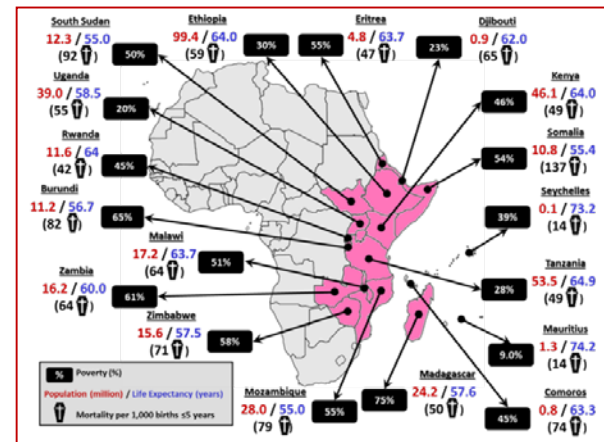 South Sudan
12.3 / 55.0
(92 )
50%
Ethiopia
99.4 / 64.0
(59 )
30%
Eritrea
4.8 / 63.7
(47 )
55%
Djibouti
0.9 / 62.0
(65 )
23%
Uganda
39.0 / 58.5
(55 )
20%
Kenya
46.1 / 64.0
(49 )
46%
Rwanda
11.6 / 64
(42 )
45%
Somalia
10.8 / 55.4
(137 )
54%
Burundi
11.2 / 56.7
(82 )
65%
Seychelles
0.1 / 73.2
(14 )
39%
Malawi
17.2 / 63.7
(64 )
51%
Zambia
16.2 / 60.0
(64 )
61%
Tanzania
53.5 / 64.9
(49 )
28%
Zimbabwe
15.6 / 57.5
(71 )
58%
Mauritius
1.3 / 74.2
(14 )
9.0%
Mozambique
28.0 / 55.0
(79 )
55%
Madagascar
24.2 / 57.6
(50 )
75%
Comoros
0.8 / 63.3
(74 )
45%
% Poverty (%)
Population (million) / Life Expectancy (years)
Mortality per 1,000 births ≤5 years